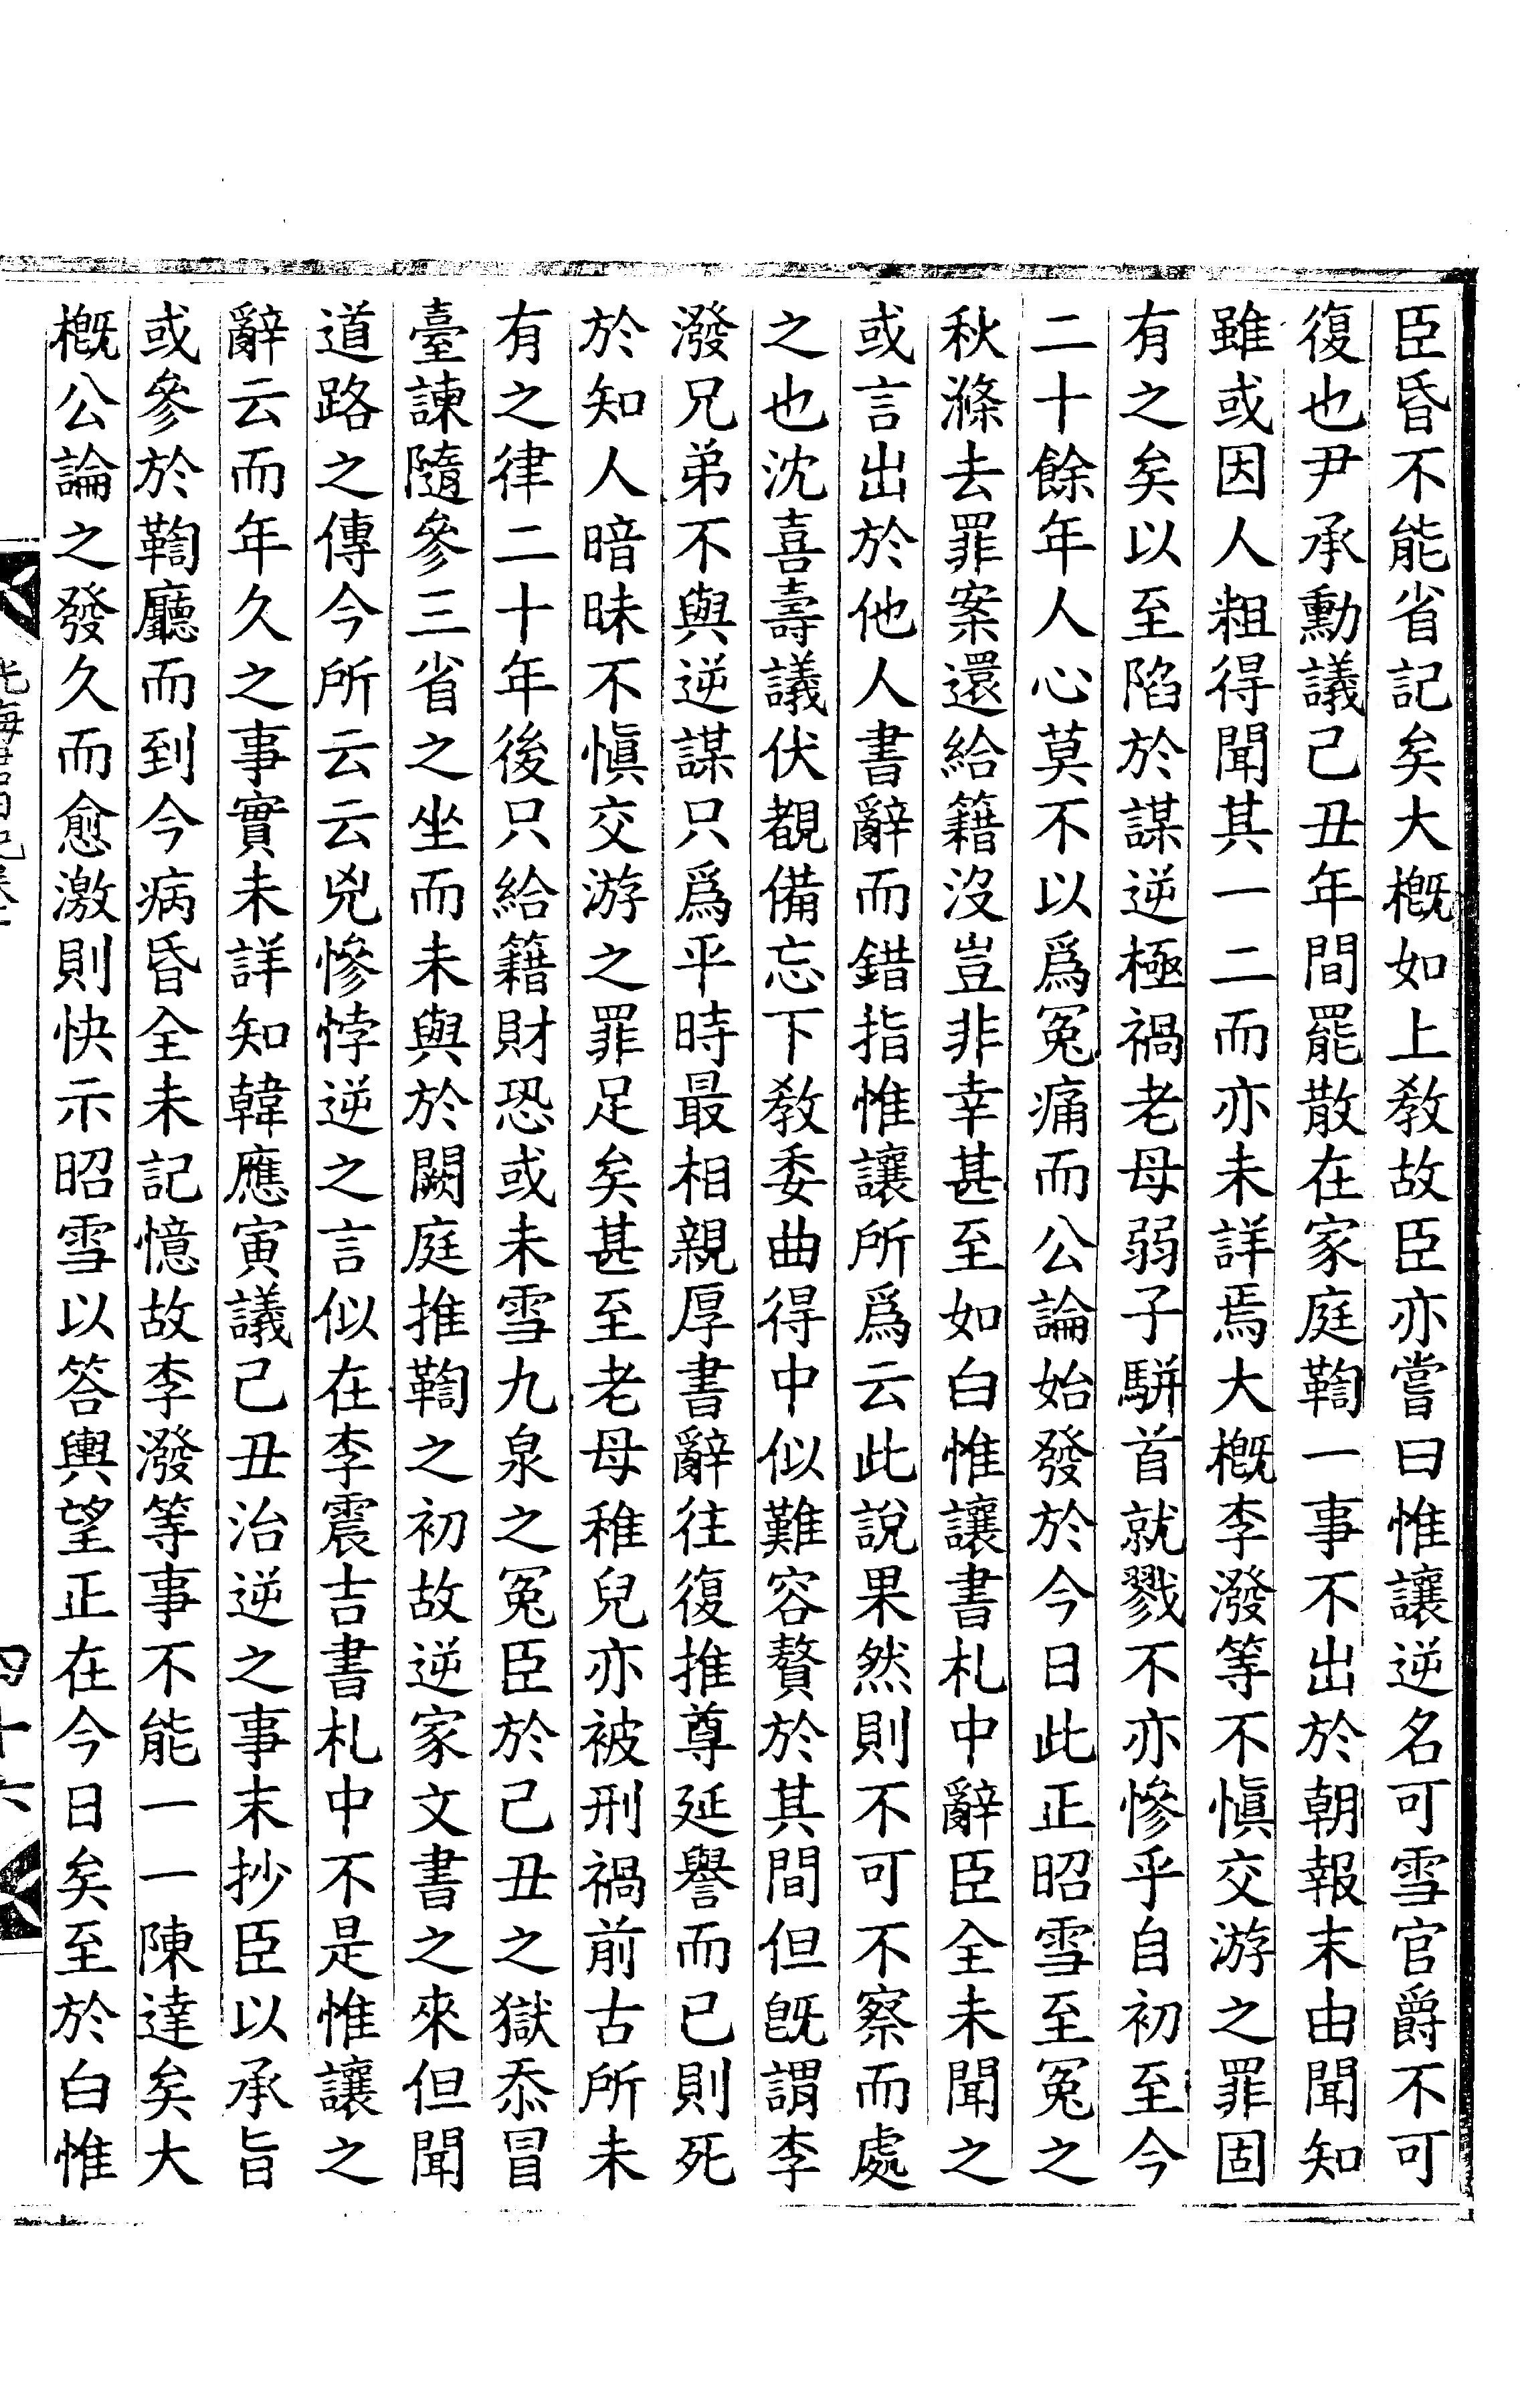 臣昏不能省記矣大槪如上敎故臣亦嘗曰惟讓逆名可雪官爵不可
復也尹承勳議己丑年間罷散在家庭鞫一事不出於朝報末由聞知
雖或因人粗得聞其一二而亦未詳焉大槪李潑等不愼交游之罪固
有之矣以至陷於謀逆極禍老母弱子駢首就戮不亦慘乎自初至今
二十餘年人心莫不以爲冤痛而公論始發於今日此正昭雪至冤之
秋滌去罪案還給籍沒豈非幸甚至如白惟讓書札中辭臣全未聞之
或言出於他人書辭而錯指惟讓所爲云此說果然則不可不察而處
之也沈喜壽議伏覩備忘下敎委曲得中似難容贅於其間但旣謂李
潑兄弟不與逆謀只爲平時最相親厚書辭往復推尊延譽而已則死
於知人暗昧不愼交游之罪足矣甚至老母稚兒亦被刑禍前古所未
有之律二十年後只給籍財恐或未雪九泉之冤臣於己丑之獄忝冒
臺諫隨參三省之坐而未與於闕庭推鞫之初故逆家文書之來但聞
道路之傳今所云云兇慘悖逆之言似在李震吉書札中不是惟讓之
辭云而年久之事實未詳知韓應寅議己丑治逆之事末抄臣以承旨
或參於鞫廳而到今病昏全未記憶故李潑等事不能一一陳達矣大
槪公論之發久而愈激則快示昭雪以答輿望正在今日矣至於白惟
四十六